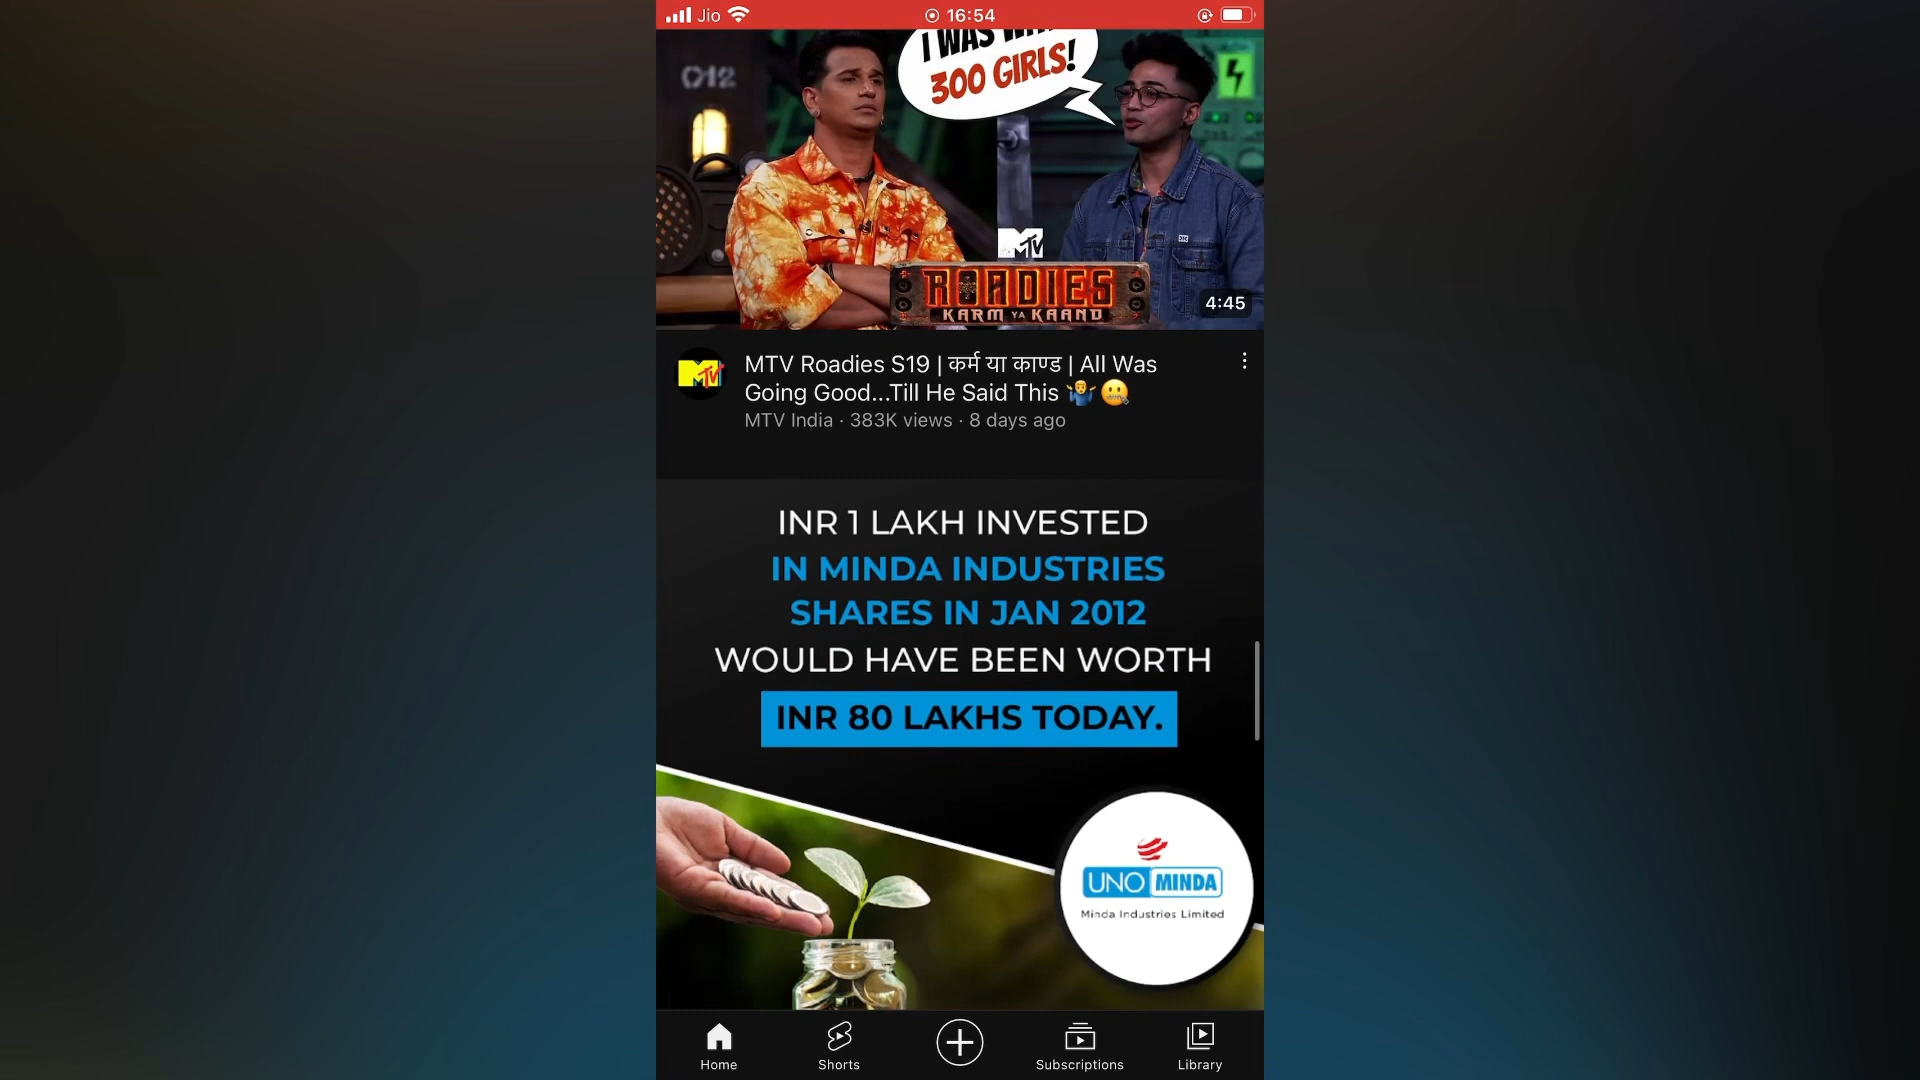 Jio
16:54
I WAS
300 GIRLS!
012
MTV
ROADIES
KARM YA KAAND
4:45
MTV Roadies S19 | कर्म या काण्ड | All Was
Going Good...Till He Said This 🤷‍♂️ 🤐
MTV India · 383K views · 8 days ago
INR 1 LAKH INVESTED
IN MINDA INDUSTRIES
SHARES IN JAN 2012
WOULD HAVE BEEN WORTH
INR 80 LAKHS TODAY.
UNO MINDA
Minda Industries Limited
Home
Shorts
Subscriptions
Library